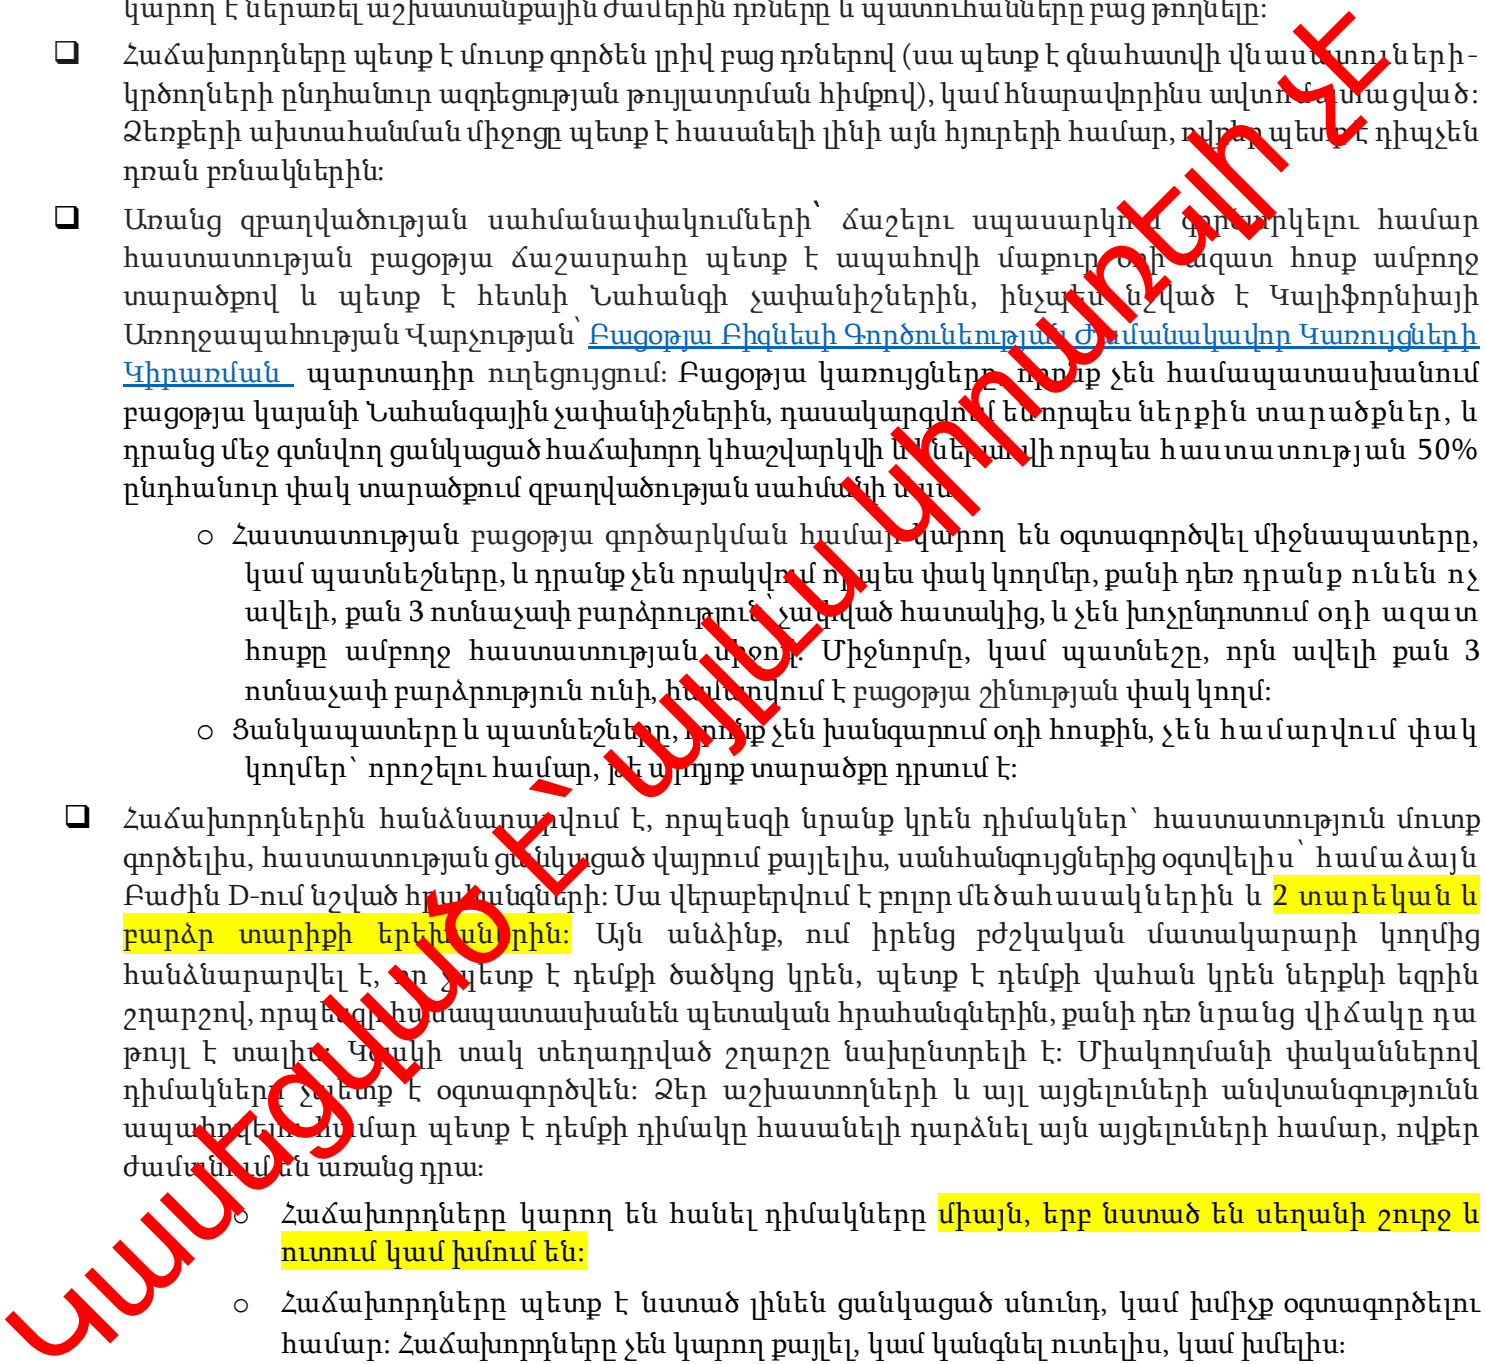 կարող է ներառել աշխատանքային ժամերին դռները և պատուհանները բաց թողնելը։
Հաճախորդները պետք է մուտք գործեն լրիվ բաց դռներով (սա պետք է գնահատվի վնասատուների-
կրծողների ընդհանուր ազդեցության թույլատրման հիմքով), կամ հնարավորինս ավտոմատացված:
Ձեռքերի ախտահանման միջոցը պետք է հասանելի լինի այն հյուրերի համար, ովքեր պետք է դիպչեն
դռան բռնակներին:
Առանց զբաղվածության սահմանափակումների՝ ճաշելու սպասարկում գործարկելու համար
հաստատության բացօթյա ճաշասրահը պետք է ապահովի մաքուր օդի ազատ հոսք ամբողջ
տարածքով և պետք է հետևի Նահանգի չափանիշներին, ինչպես նշված է Կալիֆորնիայի
Առողջապահության Վարչության՝ Բացօթյա Բիզնեսի Գործունեության Ժամանակավոր Կառույցների
Կիրառման պարտադիր ուղեցույցում: Բացօթյա կառույցները, որոնք չեն համապատասխանում
բացօթյա կայանի Նահանգային չափանիշներին, դասակարգվում են որպես ներքին տարածքներ, և
դրանց մեջ գտնվող ցանկացած հաճախորդ կհաշվարկվի և կներառվի որպես հաստատության 50%
ընդհանուր փակ տարածքում զբաղվածության սահմանի մաս
o Հաստատության բացօթյա գործարկման համար կարող են օգտագործվել միջնապատերը,
կամ պատնեշները, և դրանք չեն որակվում որպես փակ կողմեր, քանի դեռ դրանք ունեն ոչ
ավելի, քան 3 ոտնաչափ բարձրություն՝ չափված հատակից, և չեն խոչընդոտում օդի ազատ
հոսքը ամբողջ հաստատության միջով: Միջնորմը, կամ պատնեշը, որն ավելի քան 3
ոտնաչափ բարձրություն ունի, համարվում է բացօթյա շինության փակ կողմ:
o Ցանկապատերը և պատնեշները, որոնք չեն խանգարում օդի հոսքին, չեն համարվում փակ
կողմեր՝ որոշելու համար, թե արդյոք տարածքը դրսում է:
Հաճախորդներին հանձնարարվում է, որպեսզի նրանք կրեն դիմակներ՝ հաստատություն մուտք
գործելիս, հաստատության ցանկացած վայրում քայլելիս, սանհանգույցներից օգտվելիս՝ համաձայն
Բաժին D-ում նշված հրահանգների: Սա վերաբերվում է բոլոր մեծահասակներին և 2 տարեկան և
բարձր տարիքի երեխաներին: Այն անձինք, ում իրենց բժշկական մատակարարի կողմից
հանձնարարվել է, որ չպետք է դեմքի ծածկոց կրեն, պետք է դեմքի վահան կրեն ներքևի եզրին
շղարշով, որպեսզի համապատասխանեն պետական հրահանգներին, քանի դեռ նրանց վիճակը դա
թույլ է տալիս: Կզակի տակ տեղադրված շղարշը նախընտրելի է: Միակողմանի փականներով
դիմակները չպետք է օգտագործվեն: Ձեր աշխատողների և այլ այցելուների անվտանգությունն
ապահովելու համար պետք է դեմքի դիմակը հասանելի դարձնել այն այցելուների համար, ովքեր
ժամանում են առանց դրա:
o Հաճախորդները կարող են հանել դիմակները միայն, երբ նստած են սեղանի շուրջ և
ուտում կամ խմում են:
o Հաճախորդները պետք է նստած լինեն ցանկացած սնունդ, կամ խմիչք օգտագործելու
համար: Հաճախորդները չեն կարող քայլել, կամ կանգնել ուտելիս, կամ խմելիս:
Կասեցված է՝ այլևս կիրառելի չէ